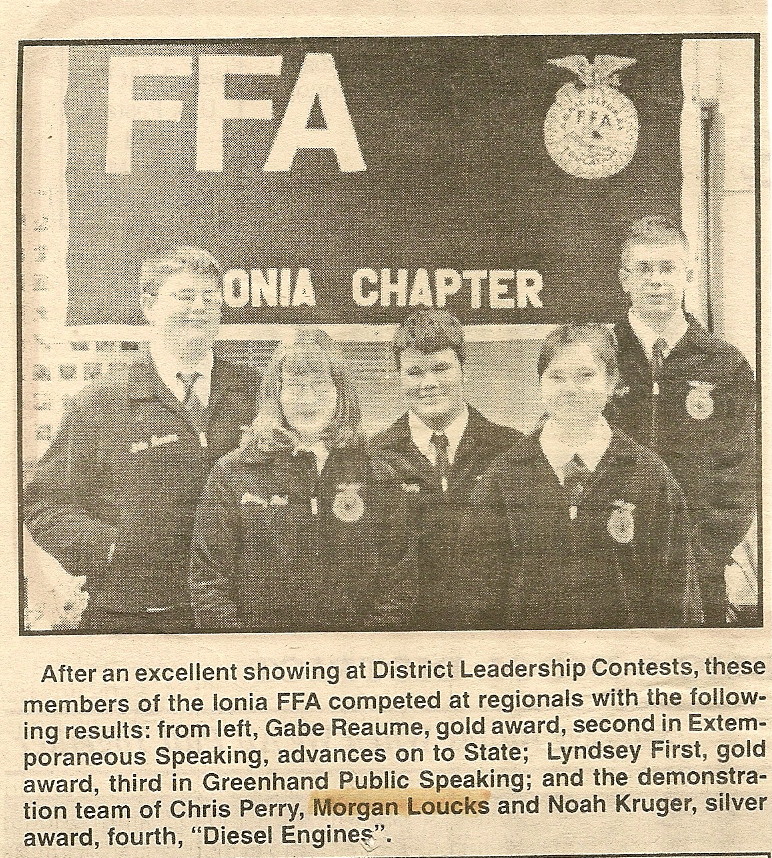 FFA
FFA
ONIA CHAPTER
After an excellent showing at District Leadership Contests, these
members of the Ionia FFA competed at regionals with the follow-
ing results: from left, Gabe Reaume, gold award, second in Extem-
poraneous Speaking, advances on to State; Lyndsey First, gold
award, third in Greenhand Public Speaking; and the demonstra-
tion team of Chris Perry, Morgan Loucks and Noah Kruger, silver
award, fourth, “Diesel Engines”.